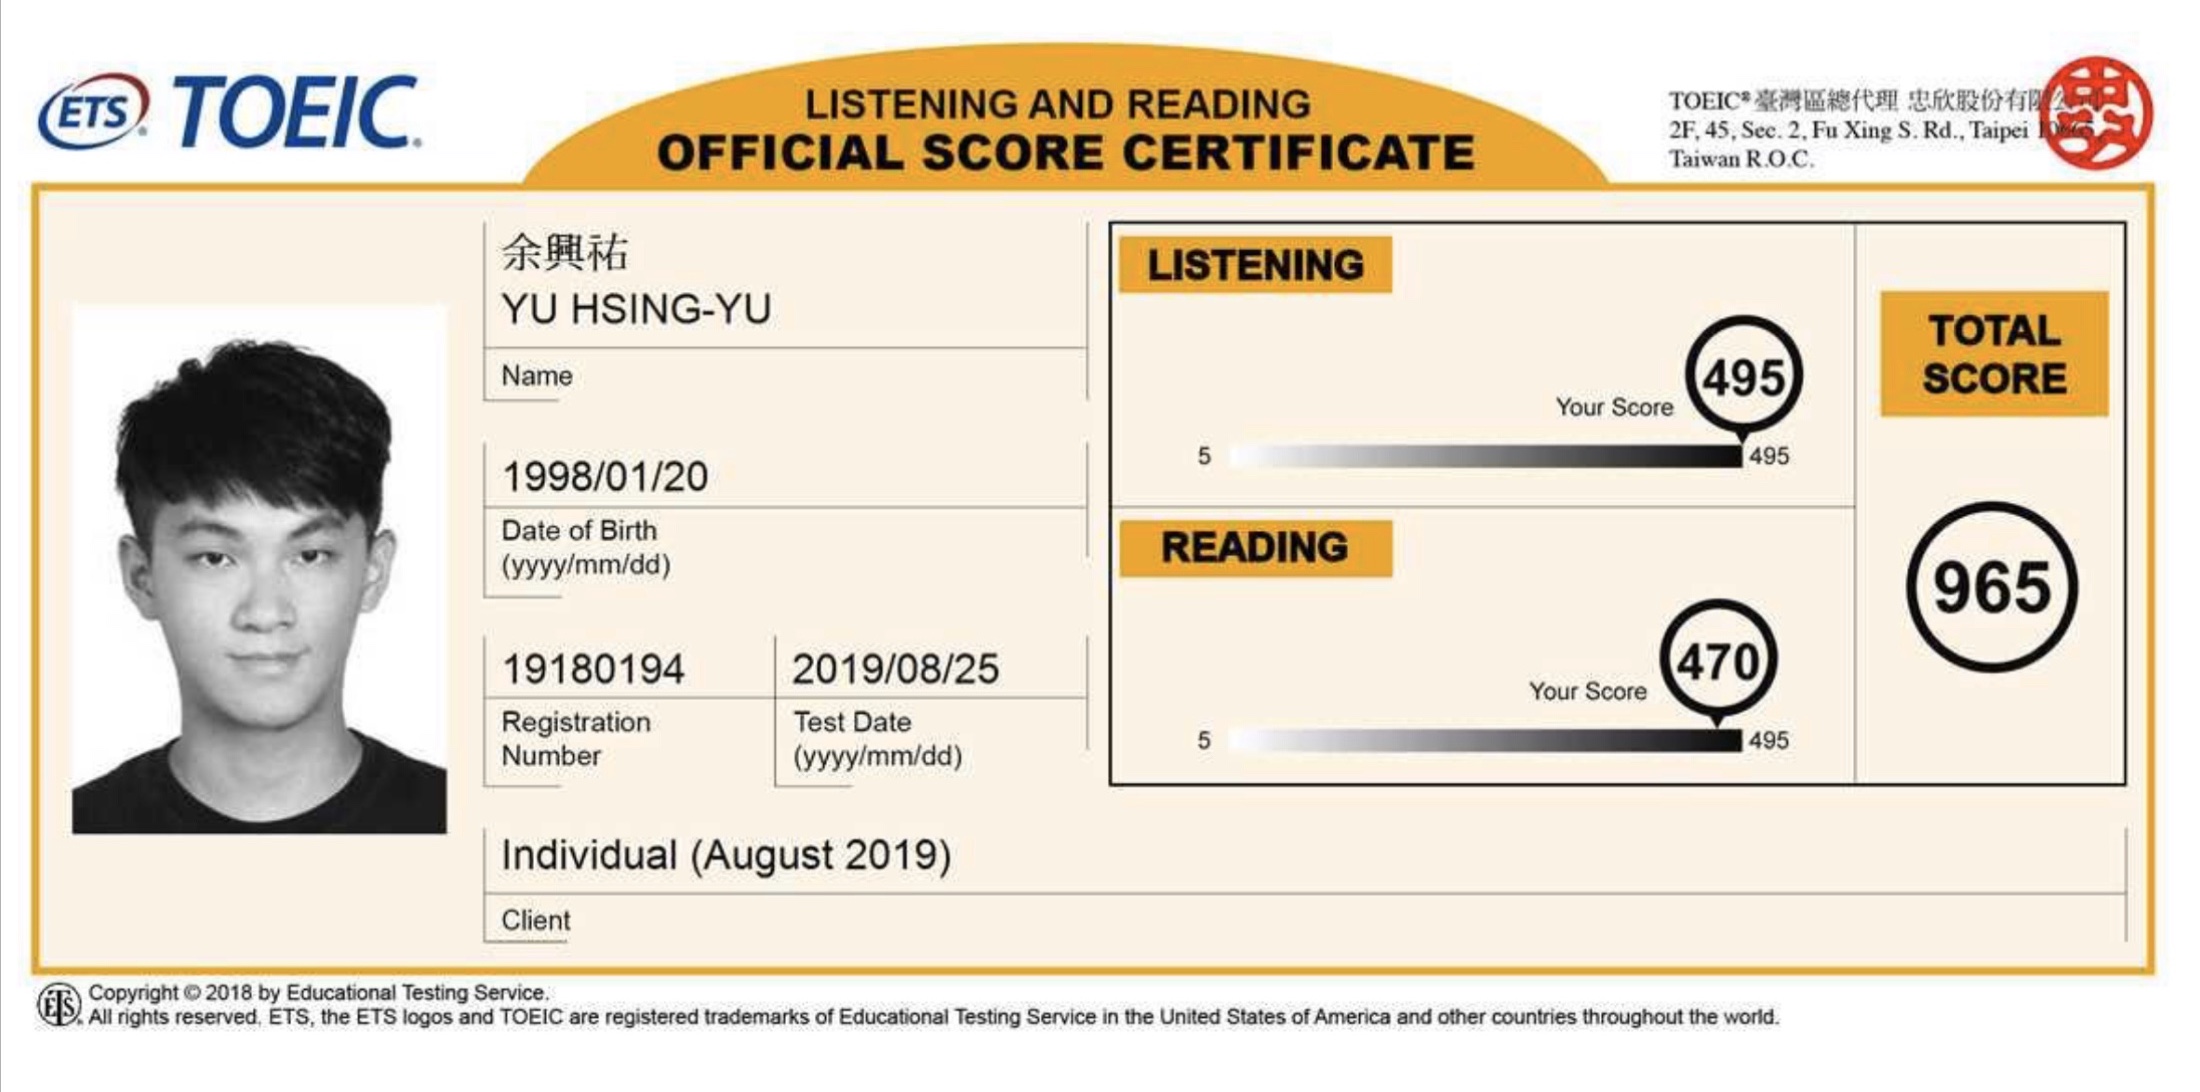 ETS TOEIC
LISTENING AND READING
OFFICIAL SCORE CERTIFICATE
TOEIC® 臺灣區總代理 忠欣股份有限公司
2F, 45, Sec. 2, Fu Xing S. Rd., Taipei
Taiwan R.O.C.
余興祐
YU HSING-YU
Name
1998/01/20
Date of Birth
(yyyy/mm/dd)
19180194
Registration
Number
2019/08/25
Test Date
(yyyy/mm/dd)
Individual (August 2019)
Client
LISTENING
495
Your Score
5
495
READING
470
Your Score
5
495
TOTAL
SCORE
965
ETS
Copyright © 2018 by Educational Testing Service.
All rights reserved. ETS, the ETS logos and TOEIC are registered trademarks of Educational Testing Service in the United States of America and other countries throughout the world.